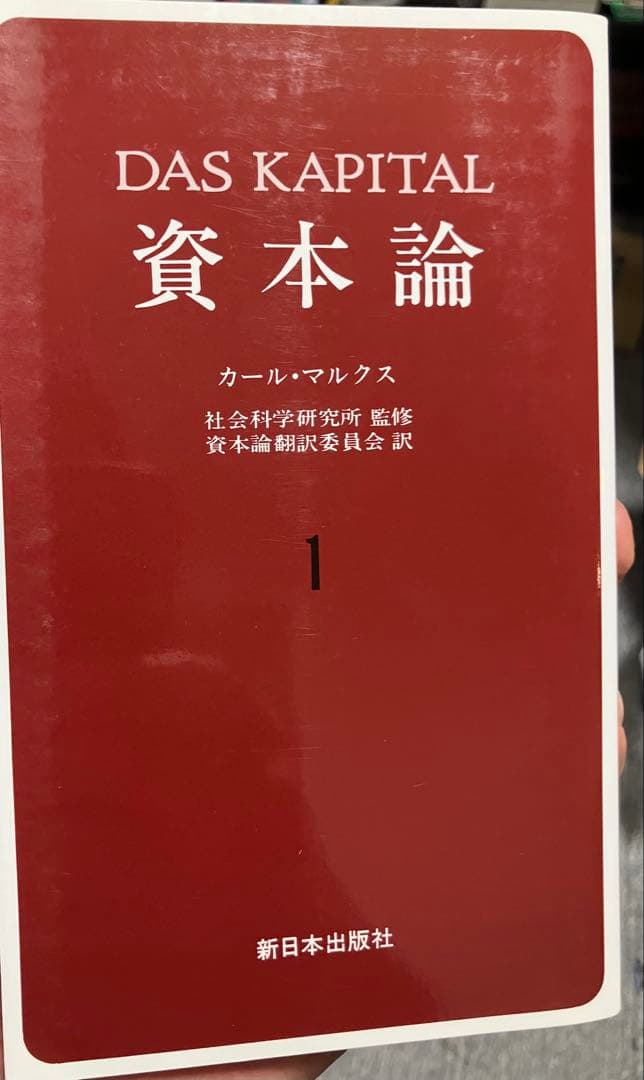 DAS KAPITAL
資本論
カール・マルクス
社会科学研究所 監修
資本論翻訳委員会 訳
1
新日本出版社